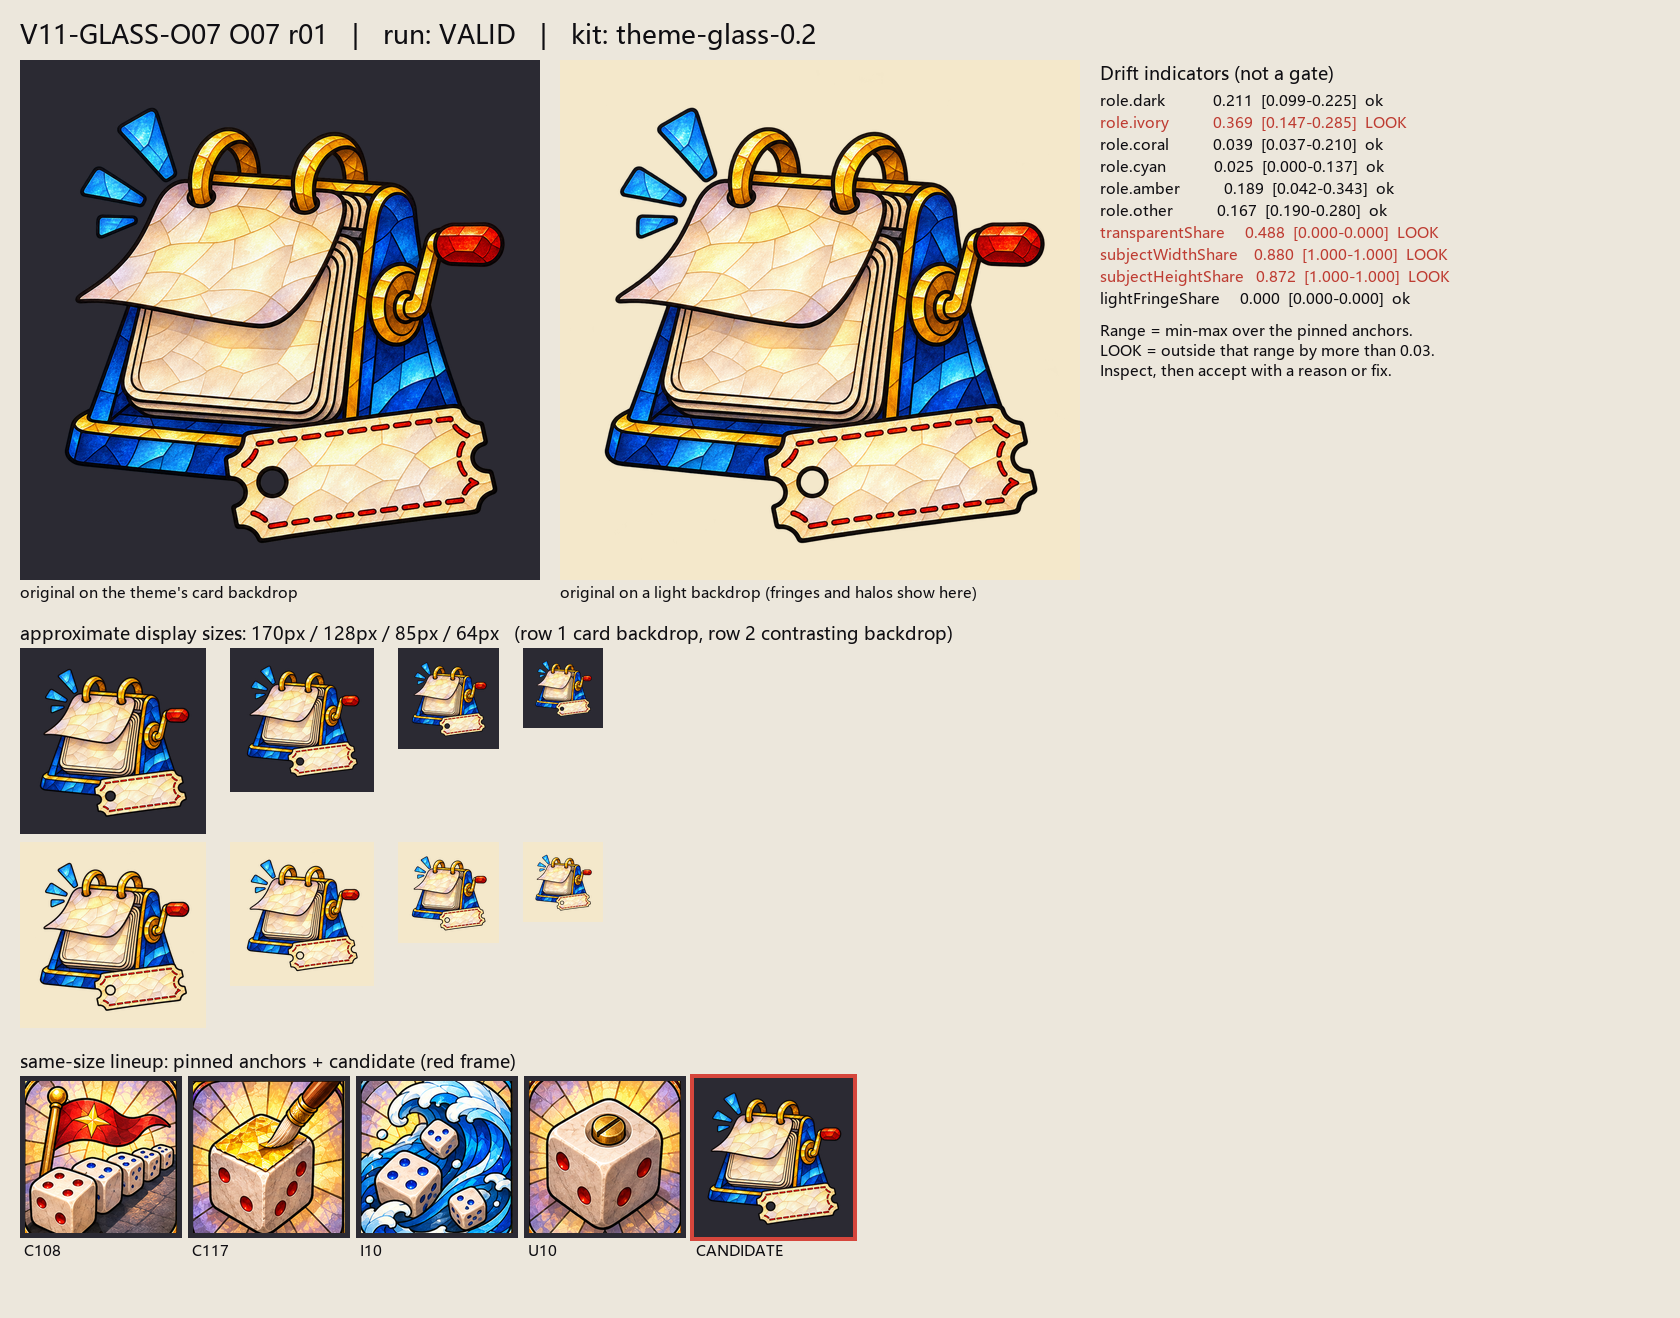 V11-GLASS-O07 O07 r01 | run: VALID | kit: theme-glass-0.2
Drift indicators (not a gate)
role.dark 0.211 [0.099-0.225] ok
role.ivory 0.369 [0.147-0.285] LOOK
role.coral 0.039 [0.037-0.210] ok
role.cyan 0.025 [0.000-0.137] ok
role.amber 0.189 [0.042-0.343] ok
role.other 0.167 [0.190-0.280] ok
transparentShare 0.488 [0.000-0.000] LOOK
subjectWidthShare 0.880 [1.000-1.000] LOOK
subjectHeightShare 0.872 [1.000-1.000] LOOK
lightFringeShare 0.000 [0.000-0.000] ok
Range = min-max over the pinned anchors.
LOOK = outside that range by more than 0.03.
Inspect, then accept with a reason or fix.
original on the theme's card backdrop
original on a light backdrop (fringes and halos show here)
approximate display sizes: 170px / 128px / 85px / 64px (row 1 card backdrop, row 2 contrasting backdrop)
same-size lineup: pinned anchors + candidate (red frame)
C108
C117
I10
U10
CANDIDATE